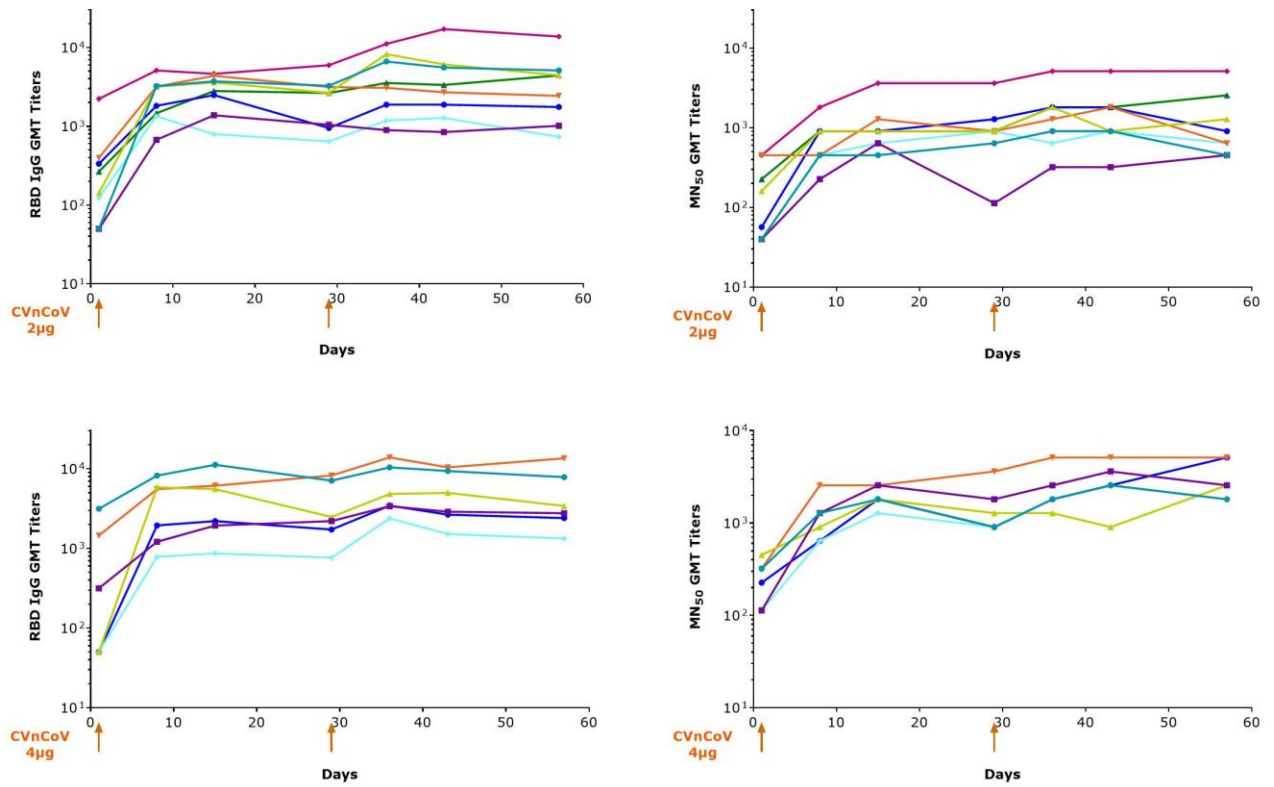 10⁴
10³
10²
10¹
RBD IgG GMT Titers
0 10 20 30 40 50 60
CVnCoV
2µg
Days
10⁴
10³
10²
10¹
MN₅₀ GMT Titers
0 10 20 30 40 50 60
CVnCoV
2µg
Days
10⁴
10³
10²
10¹
RBD IgG GMT Titers
0 10 20 30 40 50 60
CVnCoV
4µg
Days
10⁴
10³
10²
10¹
MN₅₀ GMT Titers
0 10 20 30 40 50 60
CVnCoV
4µg
Days